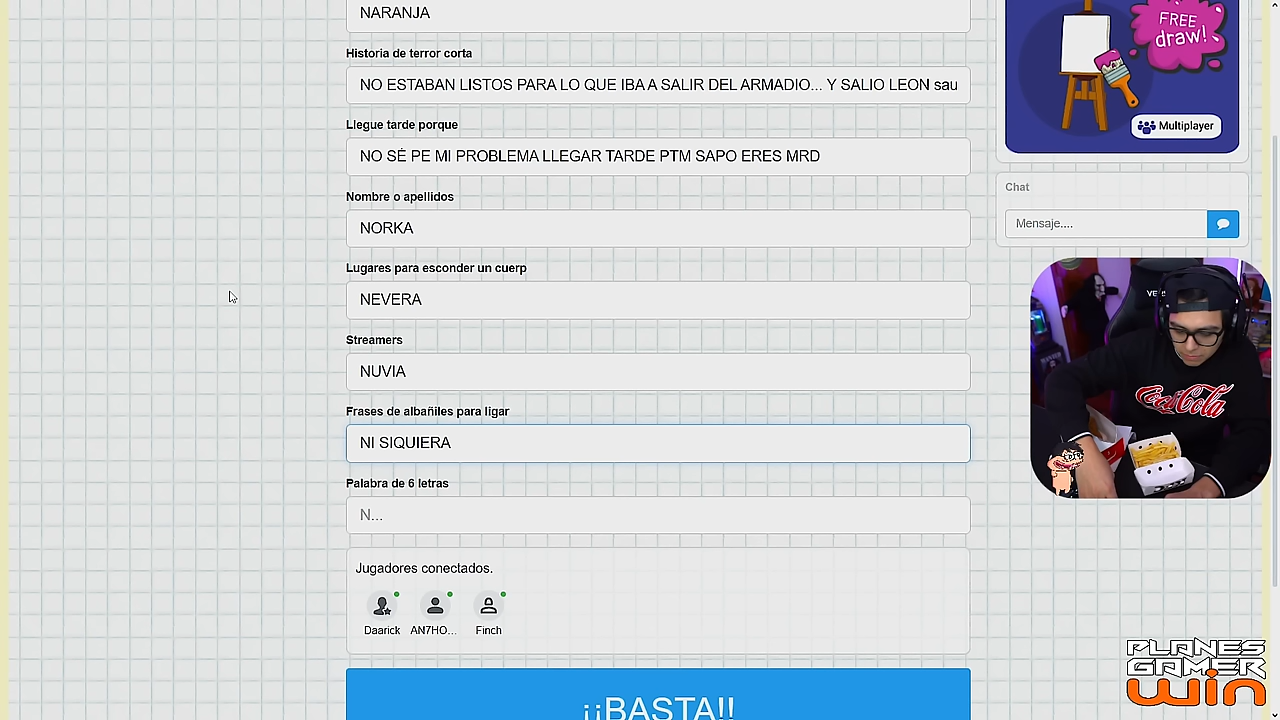 NARANJA
FREE
draw!
Historia de terror corta
NO ESTABAN LISTOS PARA LO QUE IBA A SALIR DEL ARMADIO... Y SALIO LEON sau
Multiplayer
Llegue tarde porque
NO SÉ PE MI PROBLEMA LLEGAR TARDE PTM SAPO ERES MRD
Chat
Nombre o apellidos
Mensaje....
NORKA
Lugares para esconder un cuerp
NEVERA
Streamers
NUVIA
Coca-Cola
Frases de albañiles para ligar
NI SIQUIERA
Palabra de 6 letras
N...
Jugadores conectados.
Daarick
AN7HO...
Finch
PLANES
GAMER
win
¡¡BASTA!!